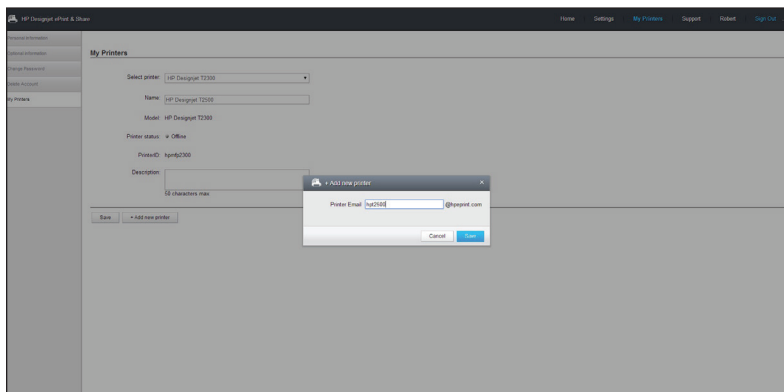 HP Designjet ePrint & Share
Home Settings My Printers Support Robert Sign Out
Personal Information
Optional Information
Change Password
Delete Account
My Printers
My Printers
Select printer: HP Designjet T2300
Name: HP Designjet T2500
Model: HP Designjet T2300
Printer status: Offline
PrinterID: hpmfp2300
Description:
68 characters max
Save + Add new printer
+ Add new printer ×
Printer Email: hpt2500 @hpeprint.com
Cancel Save